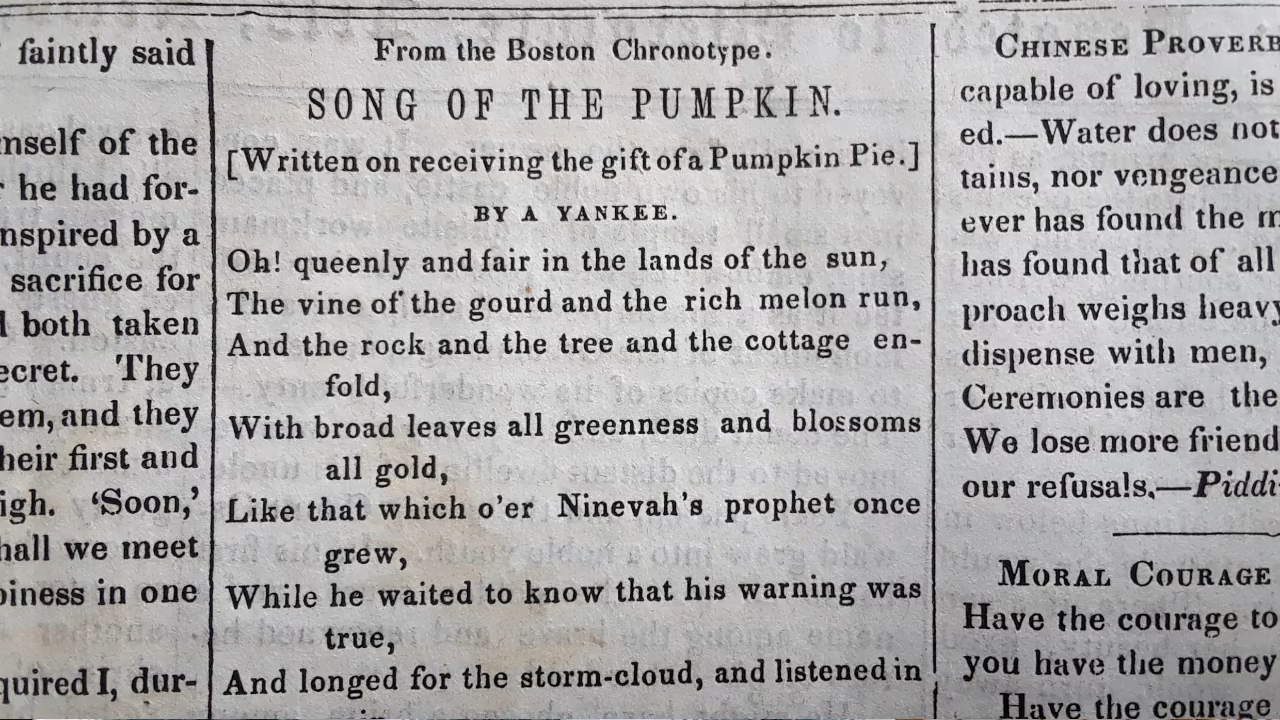 faintly said
nself of the
he had for-
nspired by a
sacrifice for
both taken
ecret. They
em, and they
heir first and
igh. 'Soon,'
hall we meet
iness in one
quired I, dur-
From the Boston Chronotype.
SONG OF THE PUMPKIN.
[Written on receiving the gift of a Pumpkin Pie.]
BY A YANKEE.
Oh! queenly and fair in the lands of the sun,
The vine of the gourd and the rich melon run,
And the rock and the tree and the cottage en-
fold,
With broad leaves all greenness and blossoms
all gold,
Like that which o'er Ninevah's prophet once
grew,
While he waited to know that his warning was
true,
And longed for the storm-cloud, and listened in
CHINESE PROVERB
capable of loving, is
ed.—Water does not
tains, nor vengeance
ever has found the
has found that of all
proach weighs heavy
dispense with men,
Ceremonies are the
We lose more friend
our refusals.—Piddi
MORAL COURAGE
Have the courage to
you have the money
Have the courage